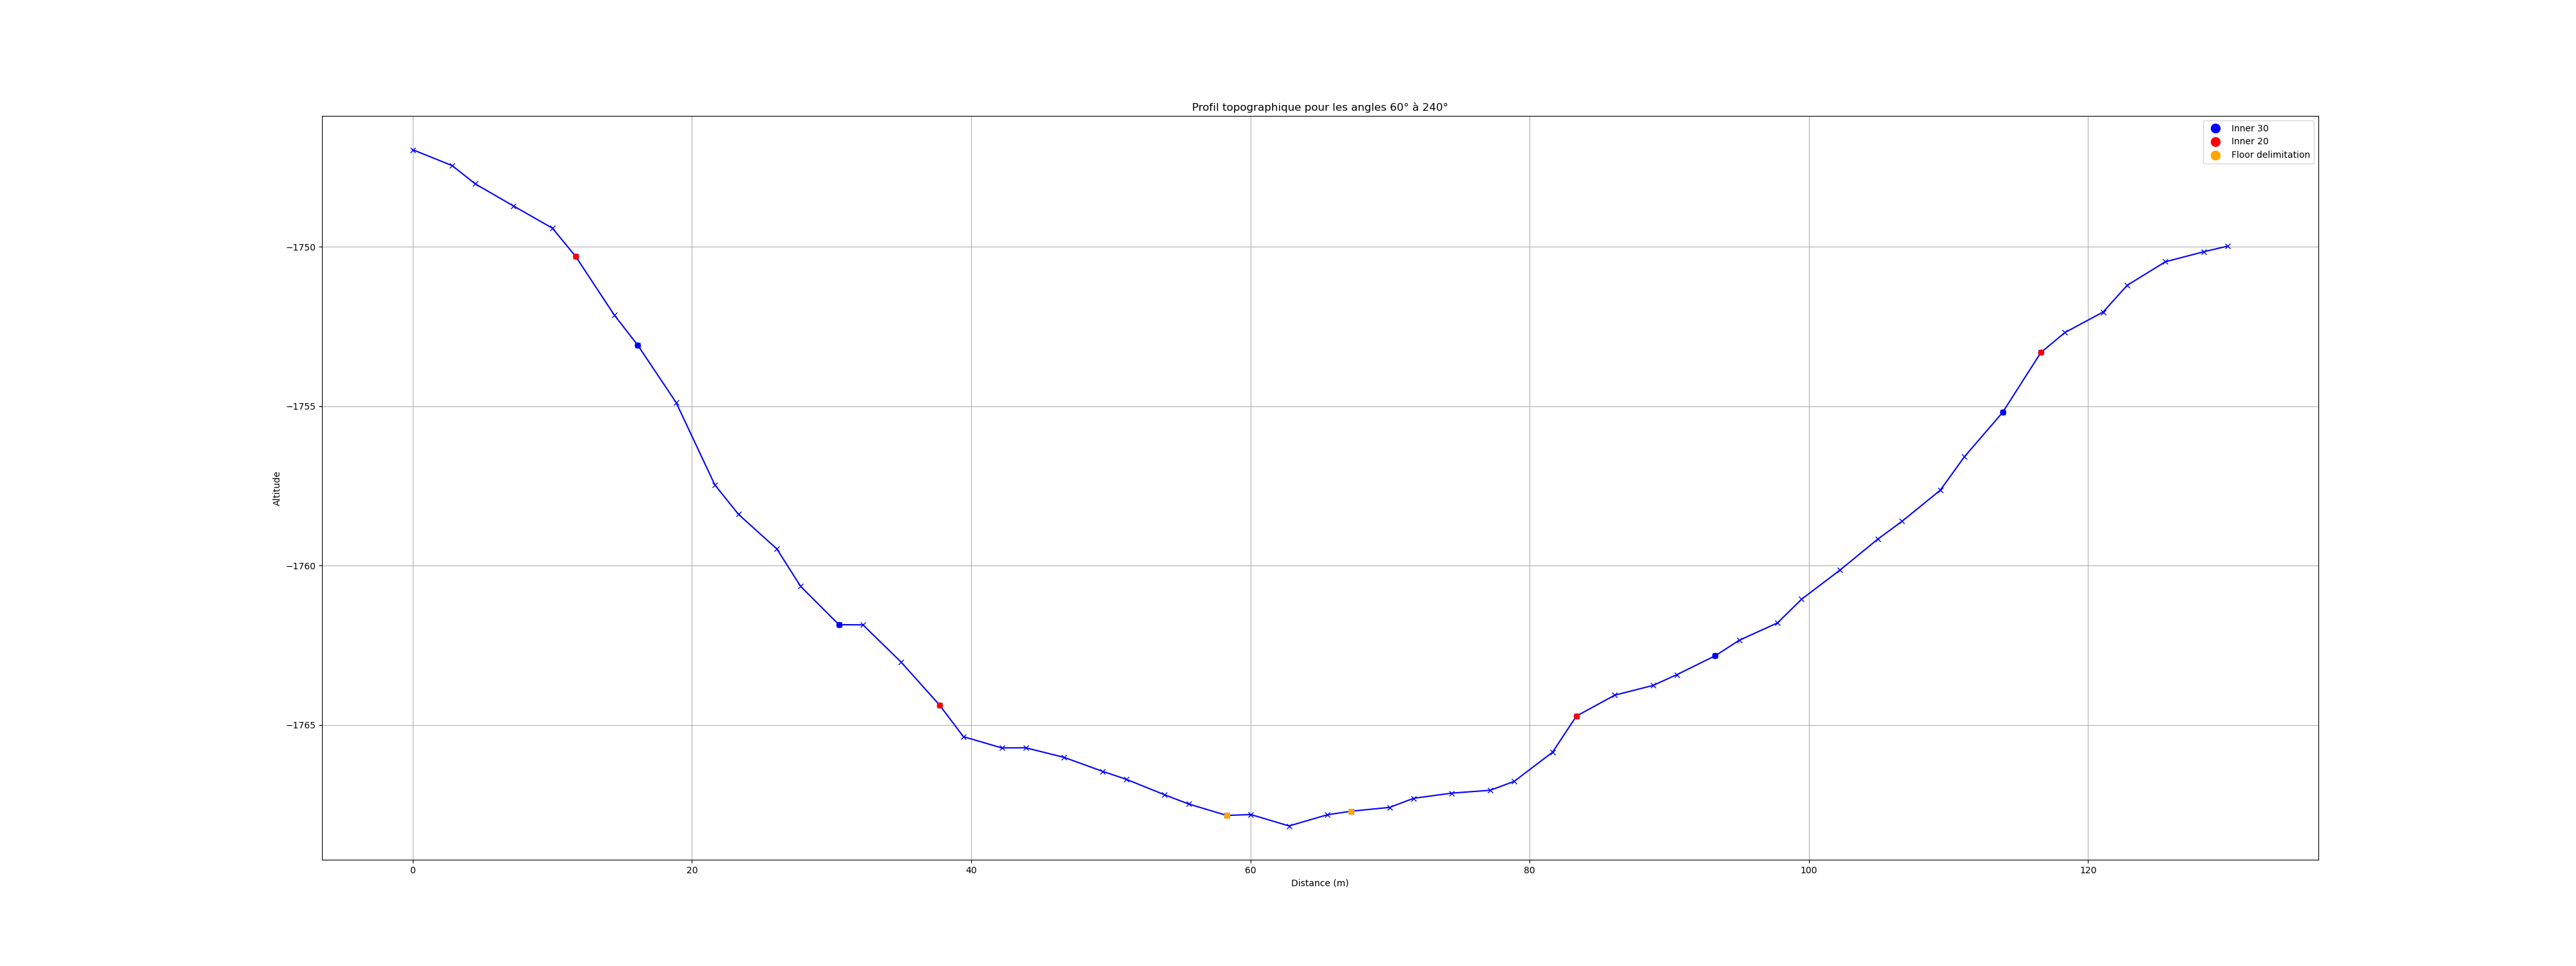 Profil topographique pour les angles 60° à 240°
Inner 30
Inner 20
Floor delimitation
−1750
−1755
−1760
−1765
Altitude
0 20 40 60 80 100 120
Distance (m)